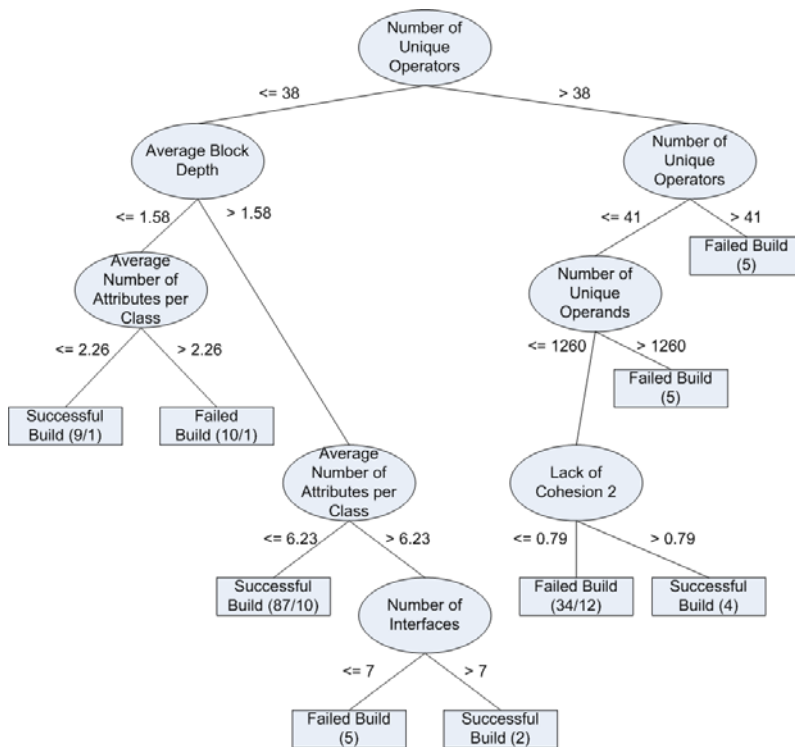 Number of
Unique
Operators
<= 38
> 38
Average Block
Depth
Number of
Unique
Operators
<= 1.58
> 1.58
<= 41
> 41
Average
Number of
Attributes per
Class
Number of
Unique
Operands
Failed Build
(5)
<= 2.26
> 2.26
<= 1260
> 1260
Successful
Build (9/1)
Failed
Build (10/1)
Failed Build
(5)
Average
Number of
Attributes per
Class
Lack of
Cohesion 2
<= 6.23
> 6.23
<= 0.79
> 0.79
Successful
Build (87/10)
Number of
Interfaces
Failed Build
(34/12)
Successful
Build (4)
<= 7
> 7
Failed Build
(5)
Successful
Build (2)